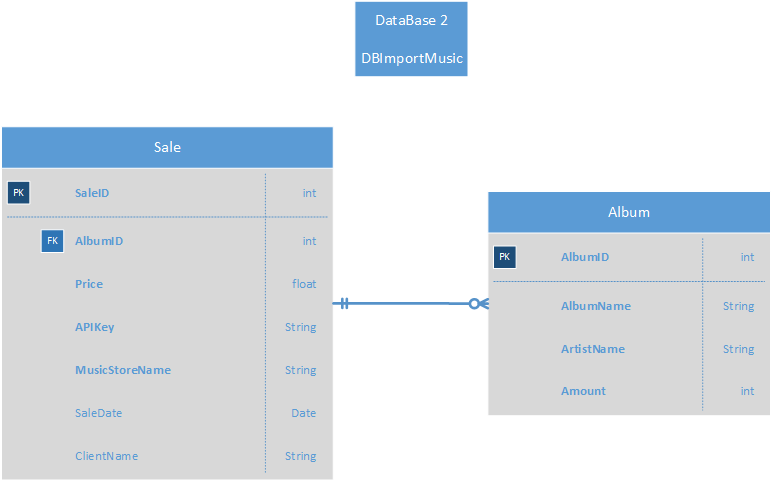 DataBase 2
DBImportMusic
Sale
PK SaleID int
FK AlbumID int
Price float
APIKey String
MusicStoreName String
SaleDate Date
ClientName String
Album
PK AlbumID int
AlbumName String
ArtistName String
Amount int